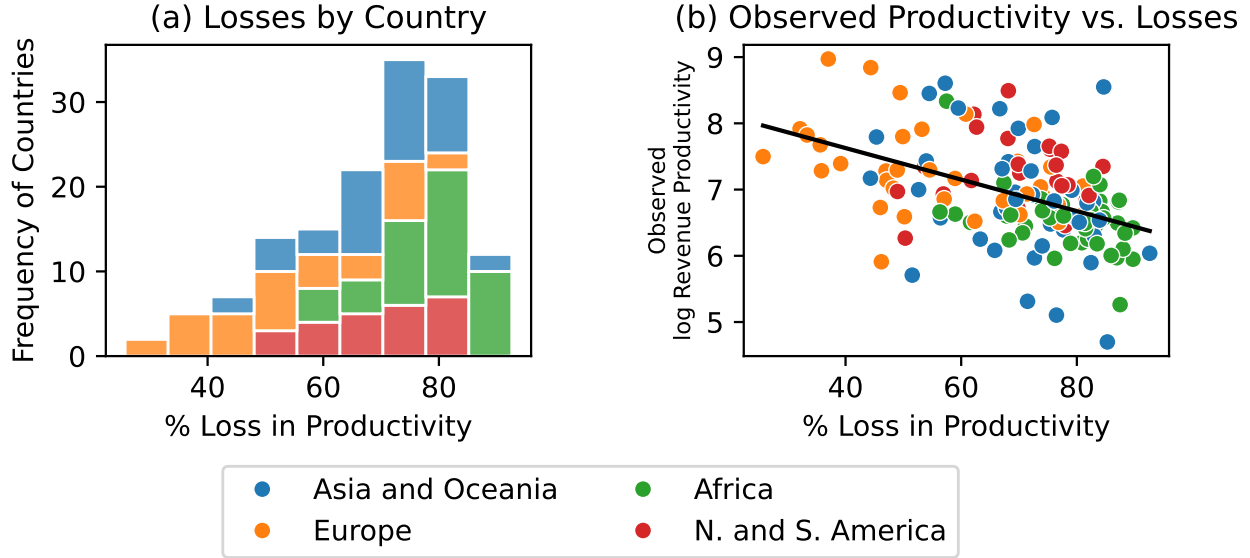 (a) Losses by Country
Frequency of Countries
30
20
10
0
40 60 80
% Loss in Productivity
(b) Observed Productivity vs. Losses
Observed
log Revenue Productivity
9
8
7
6
5
40 60 80
% Loss in Productivity
Asia and Oceania
Europe
Africa
N. and S. America